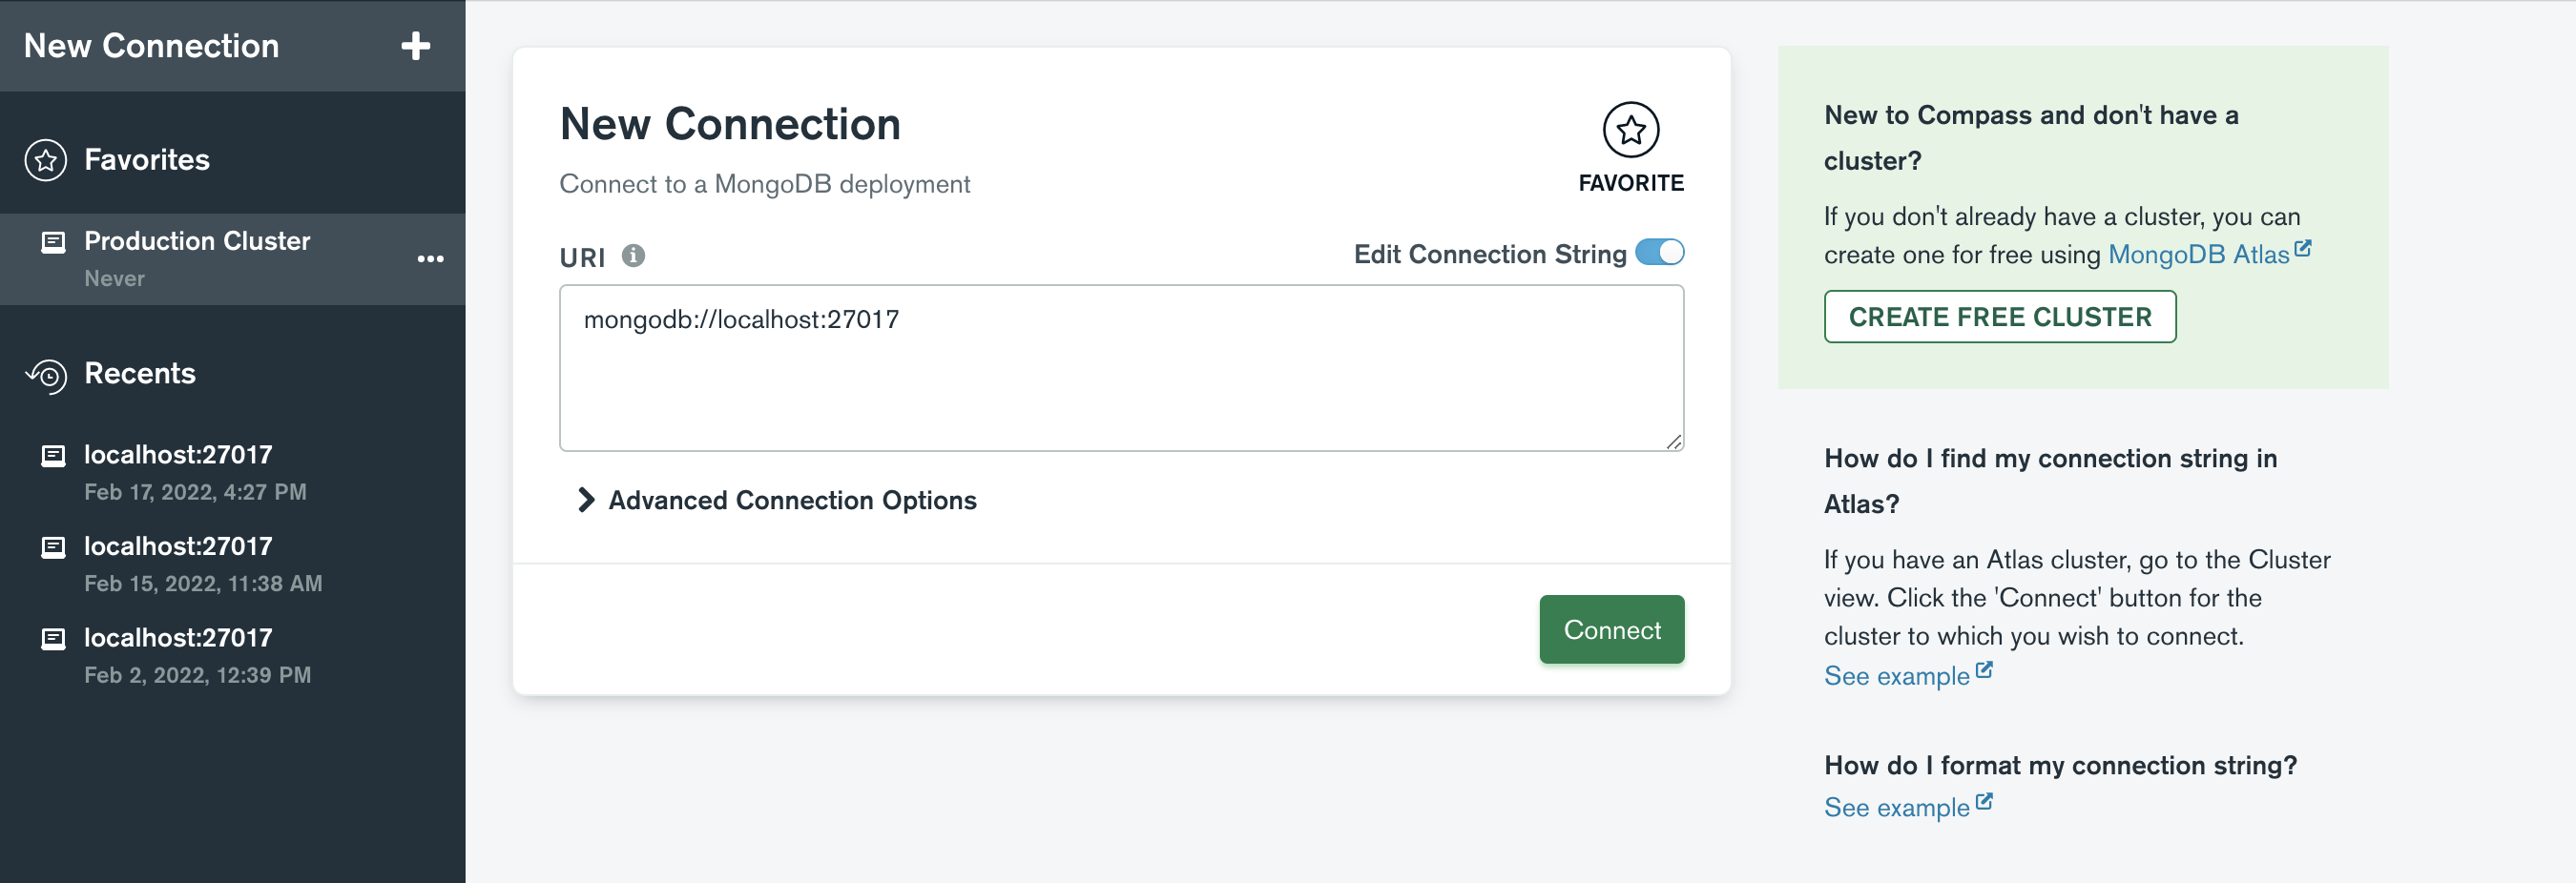 New Connection
Favorites
Production Cluster
Never
Recents
localhost:27017
Feb 17, 2022, 4:27 PM
localhost:27017
Feb 15, 2022, 11:38 AM
localhost:27017
Feb 2, 2022, 12:39 PM
New Connection
Connect to a MongoDB deployment
FAVORITE
URI
Edit Connection String
mongodb://localhost:27017
Advanced Connection Options
Connect
New to Compass and don't have a
cluster?
If you don't already have a cluster, you can
create one for free using MongoDB Atlas
CREATE FREE CLUSTER
How do I find my connection string in
Atlas?
If you have an Atlas cluster, go to the Cluster
view. Click the 'Connect' button for the
cluster to which you wish to connect.
See example
How do I format my connection string?
See example